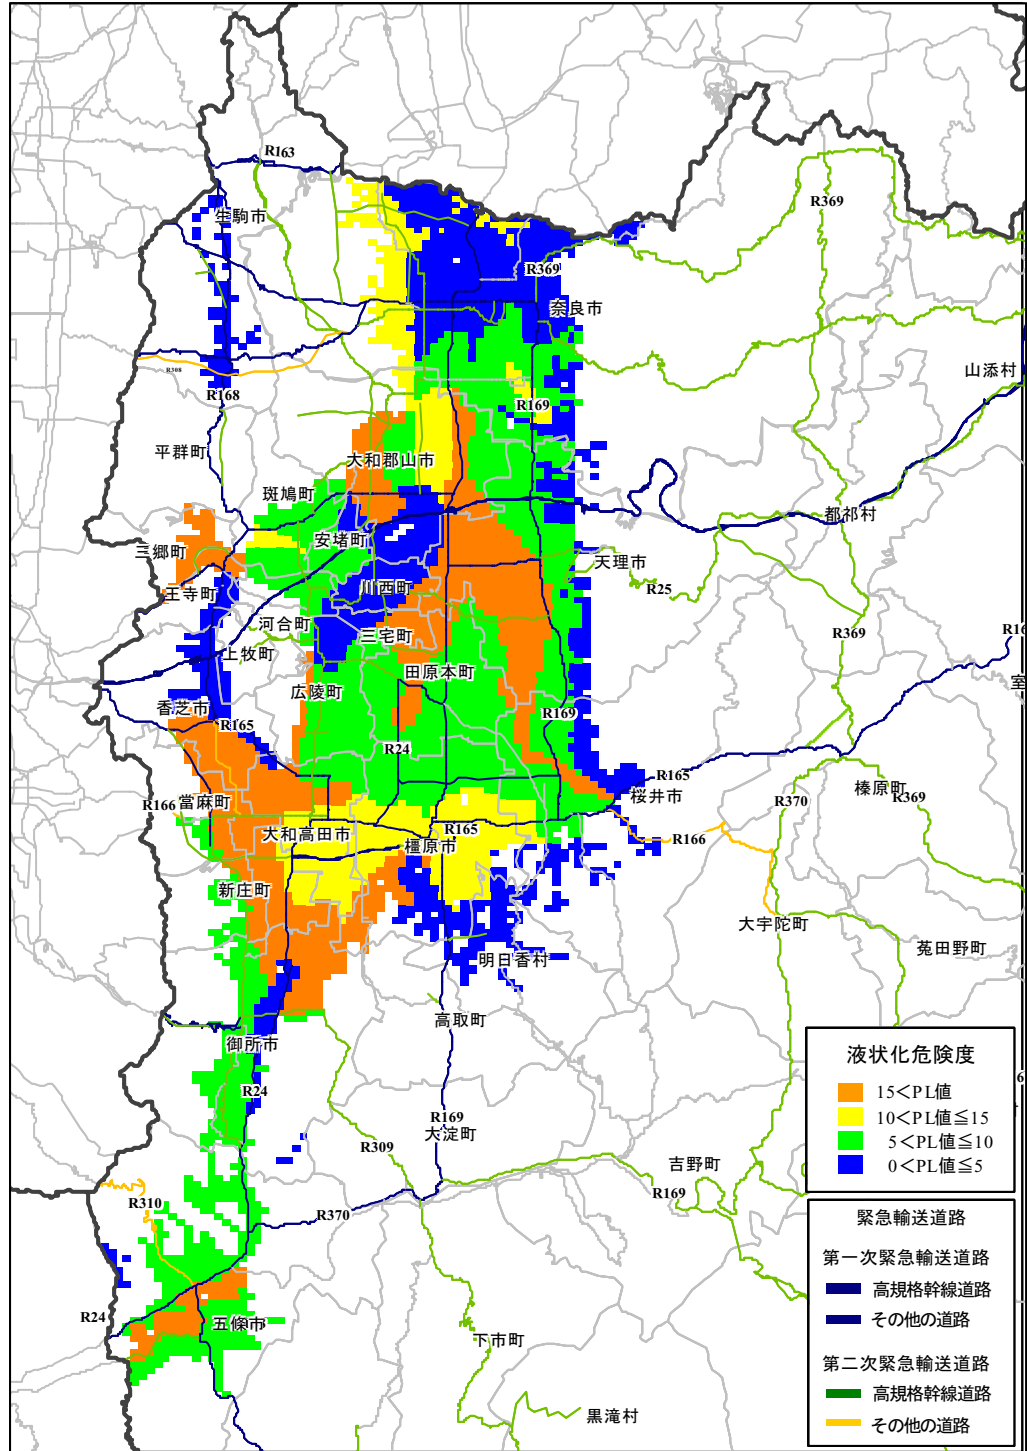 R163
生駒市
R369
R369
奈良市
R308
R168
R169
山添村
平群町
大和郡山市
斑鳩町
都祁村
安堵町
三郷町
天理市
王寺町
川西町
R25
河合町
三宅町
R369
R16
上牧町
田原本町
室
広陵町
香芝市
R165
R169
R24
R165
桜井市
榛原町
R166
當麻町
R370
R369
大和高田市
R165
橿原市
R166
新庄町
大宇陀町
菟田野町
明日香村
高取町
御所市
R24
R169
大淀町
R309
吉野町
R310
R169
R370
R24
五條市
下市町
黒滝村
液状化危険度
15＜PL値
10＜PL値≦15
5＜PL値≦10
0＜PL値≦5
6
緊急輸送道路
第一次緊急輸送道路
高規格幹線道路
その他の道路
第二次緊急輸送道路
高規格幹線道路
その他の道路